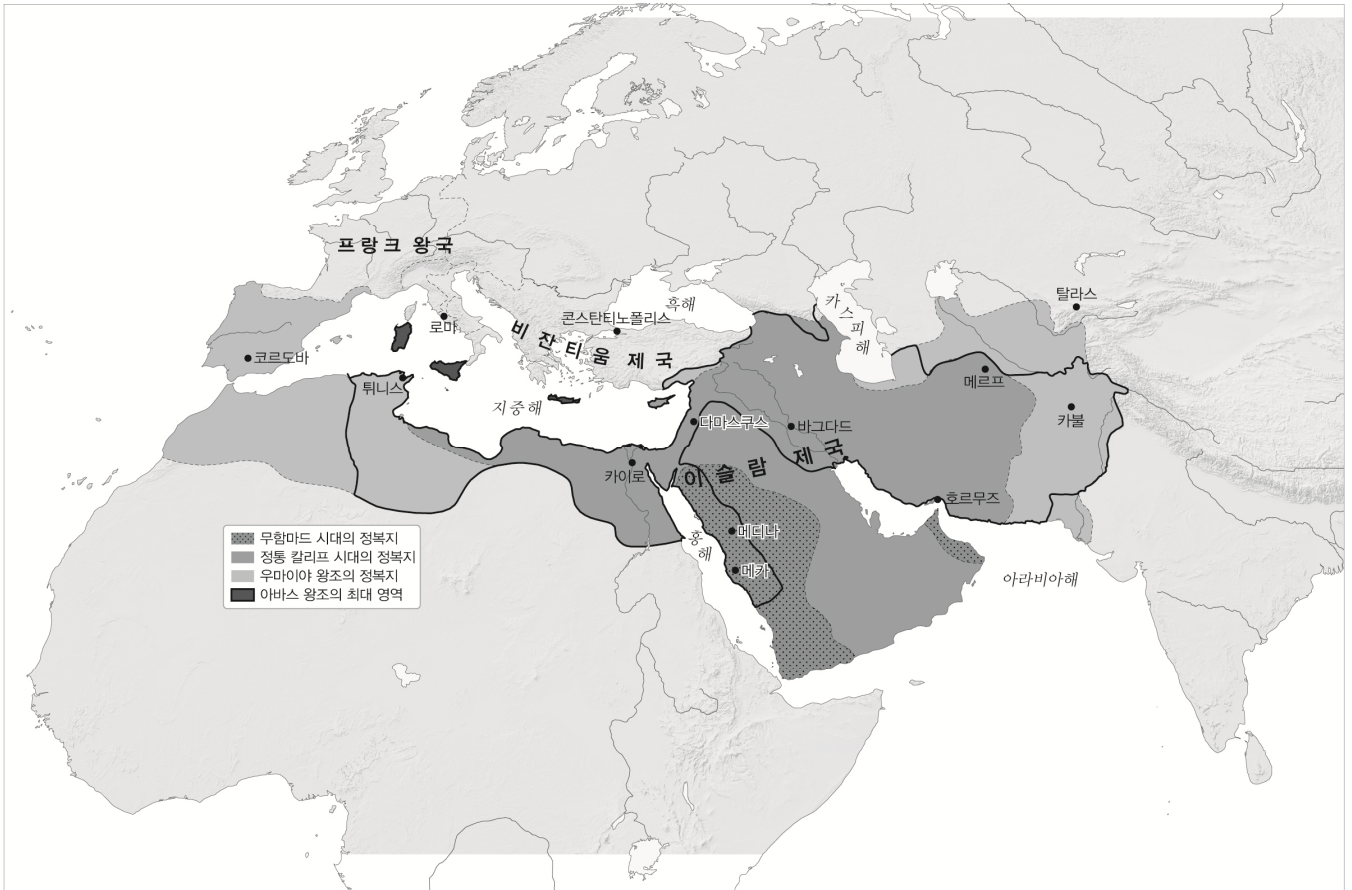 프랑크 왕국
탈라스
카스피해
흑해
콘스탄티노폴리스
로마
비잔티움 제국
코르도바
메르프
튀니스
지중해
카불
다마스쿠스
바그다드
이슬람 제국
카이로
호르무즈
메디나
홍해
메카
아라비아해
무함마드 시대의 정복지
정통 칼리프 시대의 정복지
우마이야 왕조의 정복지
아바스 왕조의 최대 영역